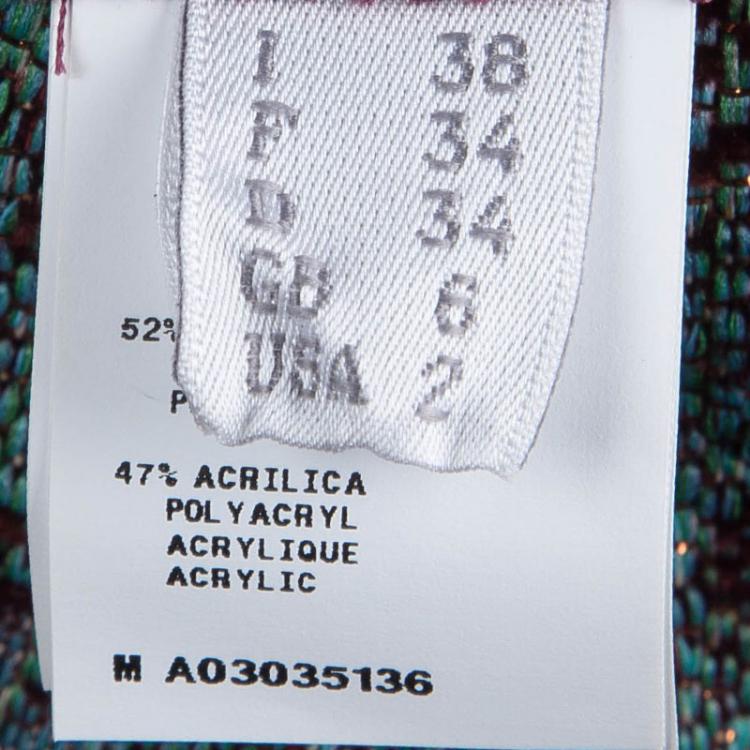 I 38
F 34
D 34
GB 6
USA 2
52%
P
47% ACRILICA
POLYACRYL
ACRYLIQUE
ACRYLIC
M A03035136